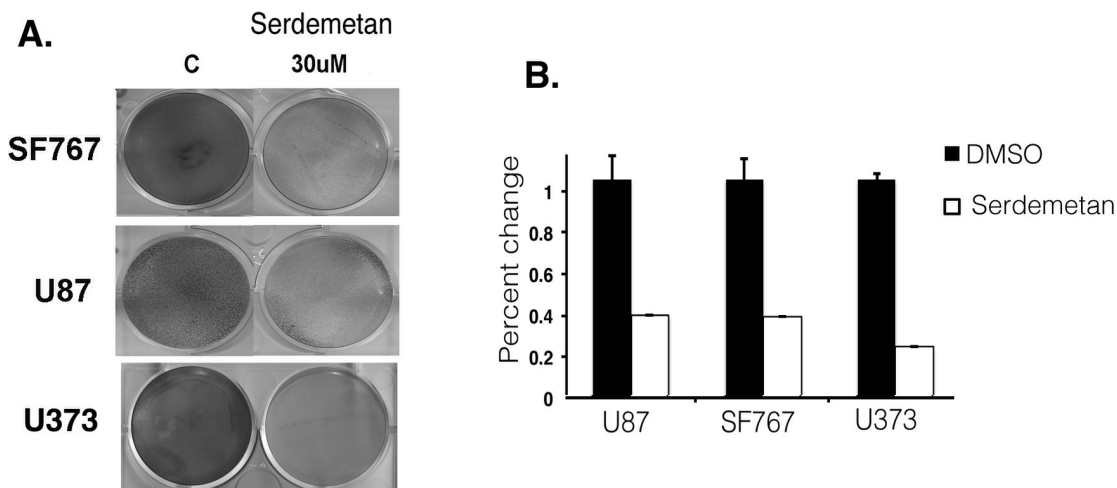 A.
Serdemetan
C 30uM
SF767
U87
U373
B.
Percent change
1
0.8
0.6
0.4
0.2
0
U87 SF767 U373
DMSO
Serdemetan